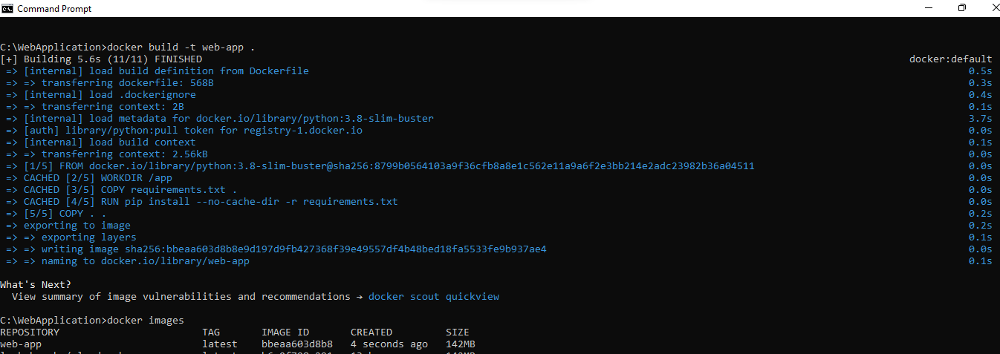 Command Prompt
C:\WebApplication>docker build -t web-app .
[+] Building 5.6s (11/11) FINISHED docker:default
=> [internal] load build definition from Dockerfile 0.5s
=> => transferring dockerfile: 568B 0.3s
=> [internal] load .dockerignore 0.4s
=> => transferring context: 2B 0.1s
=> [internal] load metadata for docker.io/library/python:3.8-slim-buster 3.7s
=> [auth] library/python:pull token for registry-1.docker.io 0.0s
=> [internal] load build context 0.1s
=> => transferring context: 2.56kB 0.0s
=> [1/5] FROM docker.io/library/python:3.8-slim-buster@sha256:8799b0564103a9f36cfb8a8e1c562e11a9a6f2e3bb214e2adc23982b36a04511 0.0s
=> CACHED [2/5] WORKDIR /app 0.0s
=> CACHED [3/5] COPY requirements.txt . 0.0s
=> CACHED [4/5] RUN pip install --no-cache-dir -r requirements.txt 0.0s
=> [5/5] COPY . . 0.2s
=> exporting to image 0.2s
=> => exporting layers 0.1s
=> => writing image sha256:bbeaa603d8b8e9d197d9fb427368f39e49557df4b48bed18fa5533fe9b937ae4 0.0s
=> => naming to docker.io/library/web-app 0.1s
What's Next?
View summary of image vulnerabilities and recommendations → docker scout quickview
C:\WebApplication>docker images
REPOSITORY TAG IMAGE ID CREATED SIZE
web-app latest bbeaa603d8b8 4 seconds ago 142MB